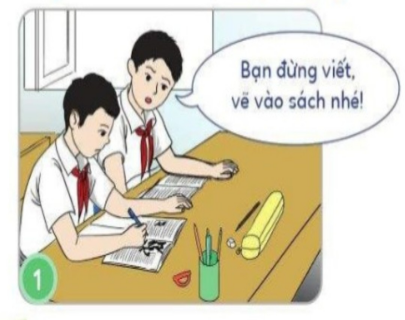 Bạn đừng viết,
vẽ vào sách nhé!
1